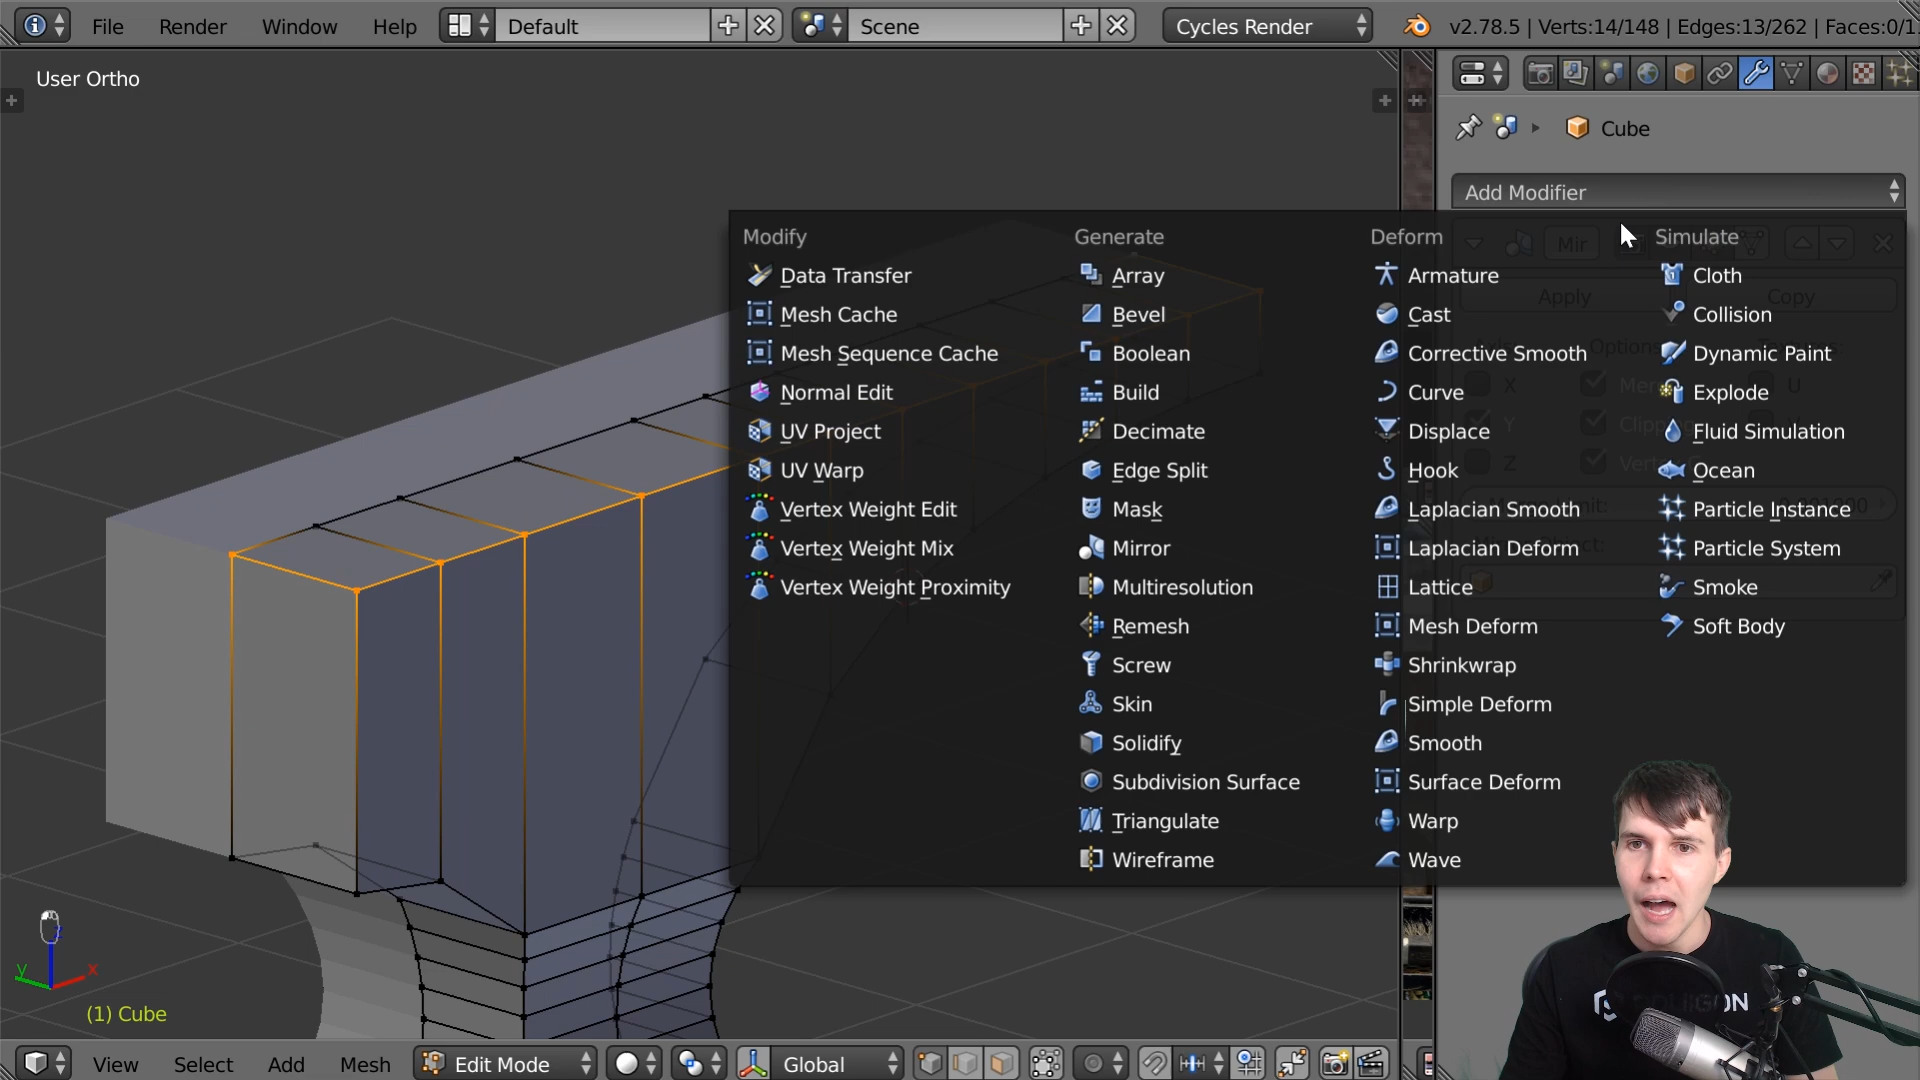 File Render Window Help Default Scene Cycles Render v2.78.5 | Verts:14/148 | Edges:13/262 | Faces:0/1
User Ortho
Cube
Add Modifier
Modify
Data Transfer
Mesh Cache
Mesh Sequence Cache
Normal Edit
UV Project
UV Warp
Vertex Weight Edit
Vertex Weight Mix
Vertex Weight Proximity
Generate
Array
Bevel
Boolean
Build
Decimate
Edge Split
Mask
Mirror
Multiresolution
Remesh
Screw
Skin
Solidify
Subdivision Surface
Triangulate
Wireframe
Deform
Armature
Cast
Corrective Smooth
Curve
Displace
Hook
Laplacian Smooth
Laplacian Deform
Lattice
Mesh Deform
Shrinkwrap
Simple Deform
Smooth
Surface Deform
Warp
Wave
Simulate
Cloth
Collision
Dynamic Paint
Explode
Fluid Simulation
Ocean
Particle Instance
Particle System
Smoke
Soft Body
Mir
Apply Copy
X
Y
Z
U
y x
(1) Cube
View Select Add Mesh Edit Mode Global